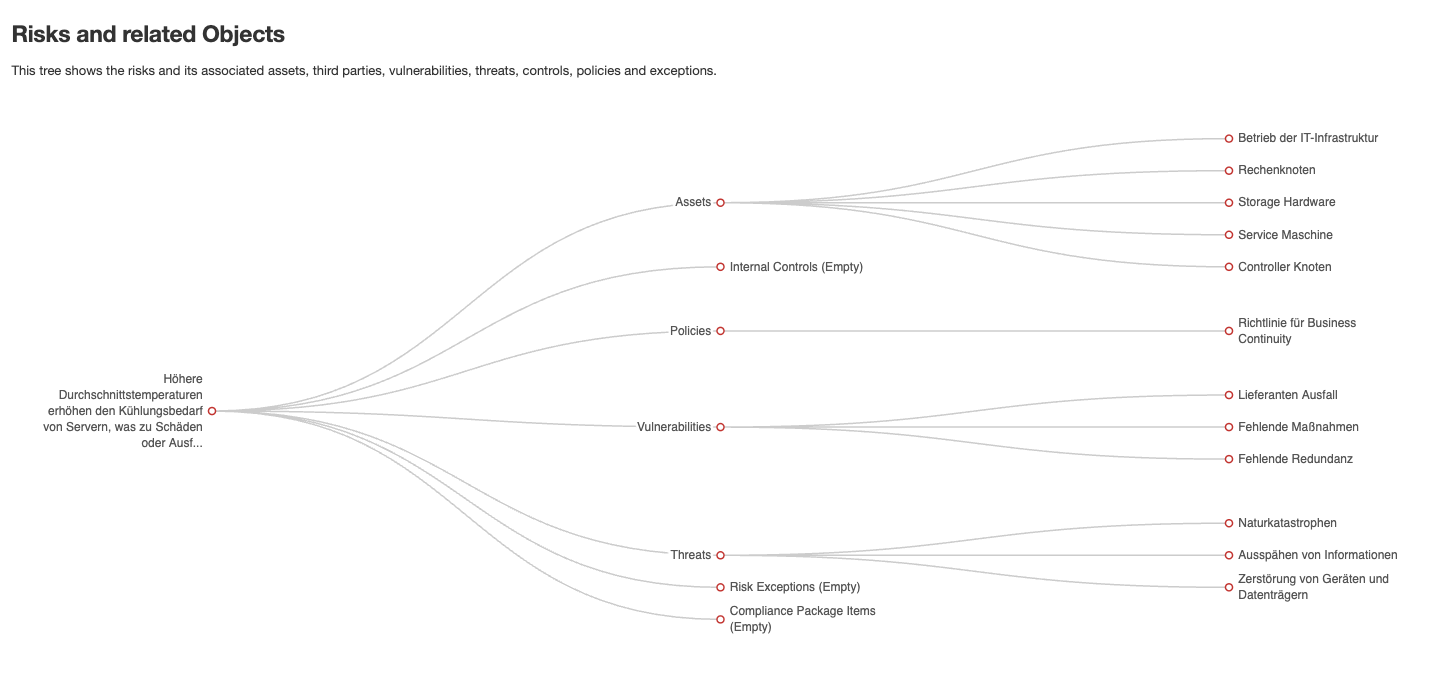 Risks and related Objects
This tree shows the risks and its associated assets, third parties, vulnerabilities, threats, controls, policies and exceptions.
Höhere
Durchschnittstemperaturen
erhöhen den Kühlungsbedarf
von Servern, was zu Schäden
oder Ausf...
Assets
Betrieb der IT-Infrastruktur
Rechenknoten
Storage Hardware
Service Maschine
Controller Knoten
Internal Controls (Empty)
Policies
Richtlinie für Business
Continuity
Vulnerabilities
Lieferanten Ausfall
Fehlende Maßnahmen
Fehlende Redundanz
Threats
Naturkatastrophen
Ausspähen von Informationen
Zerstörung von Geräten und
Datenträgern
Risk Exceptions (Empty)
Compliance Package Items
(Empty)